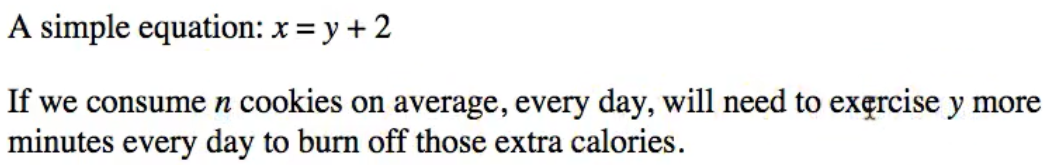 A simple equation: x = y + 2
If we consume n cookies on average, every day, will need to exercise y more
minutes every day to burn off those extra calories.